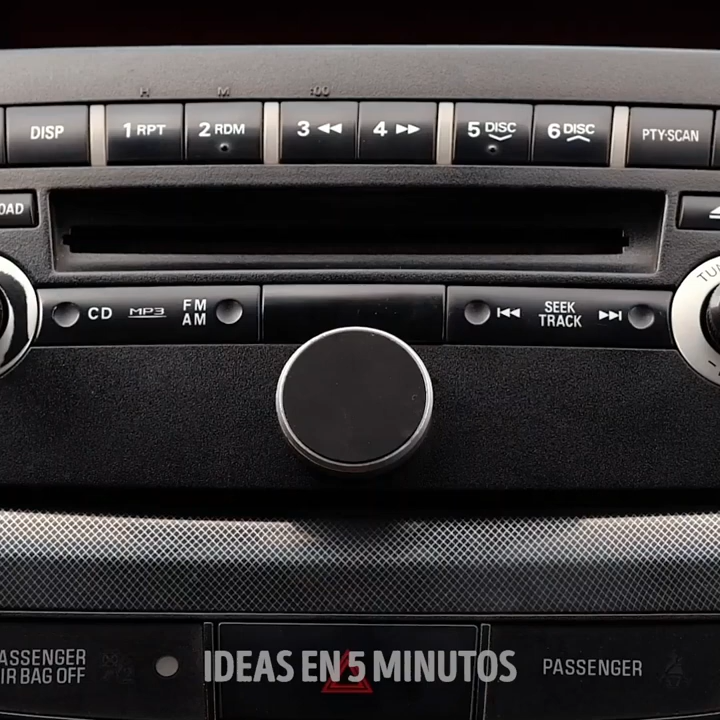 H M :00
DISP 1 RPT 2 RDM 3 4 5 DISC 6 DISC PTY·SCAN
OAD
TUN
CD MP3 FM AM SEEK TRACK
ASSENGER
IR BAG OFF
IDEAS EN 5 MINUTOS
PASSENGER